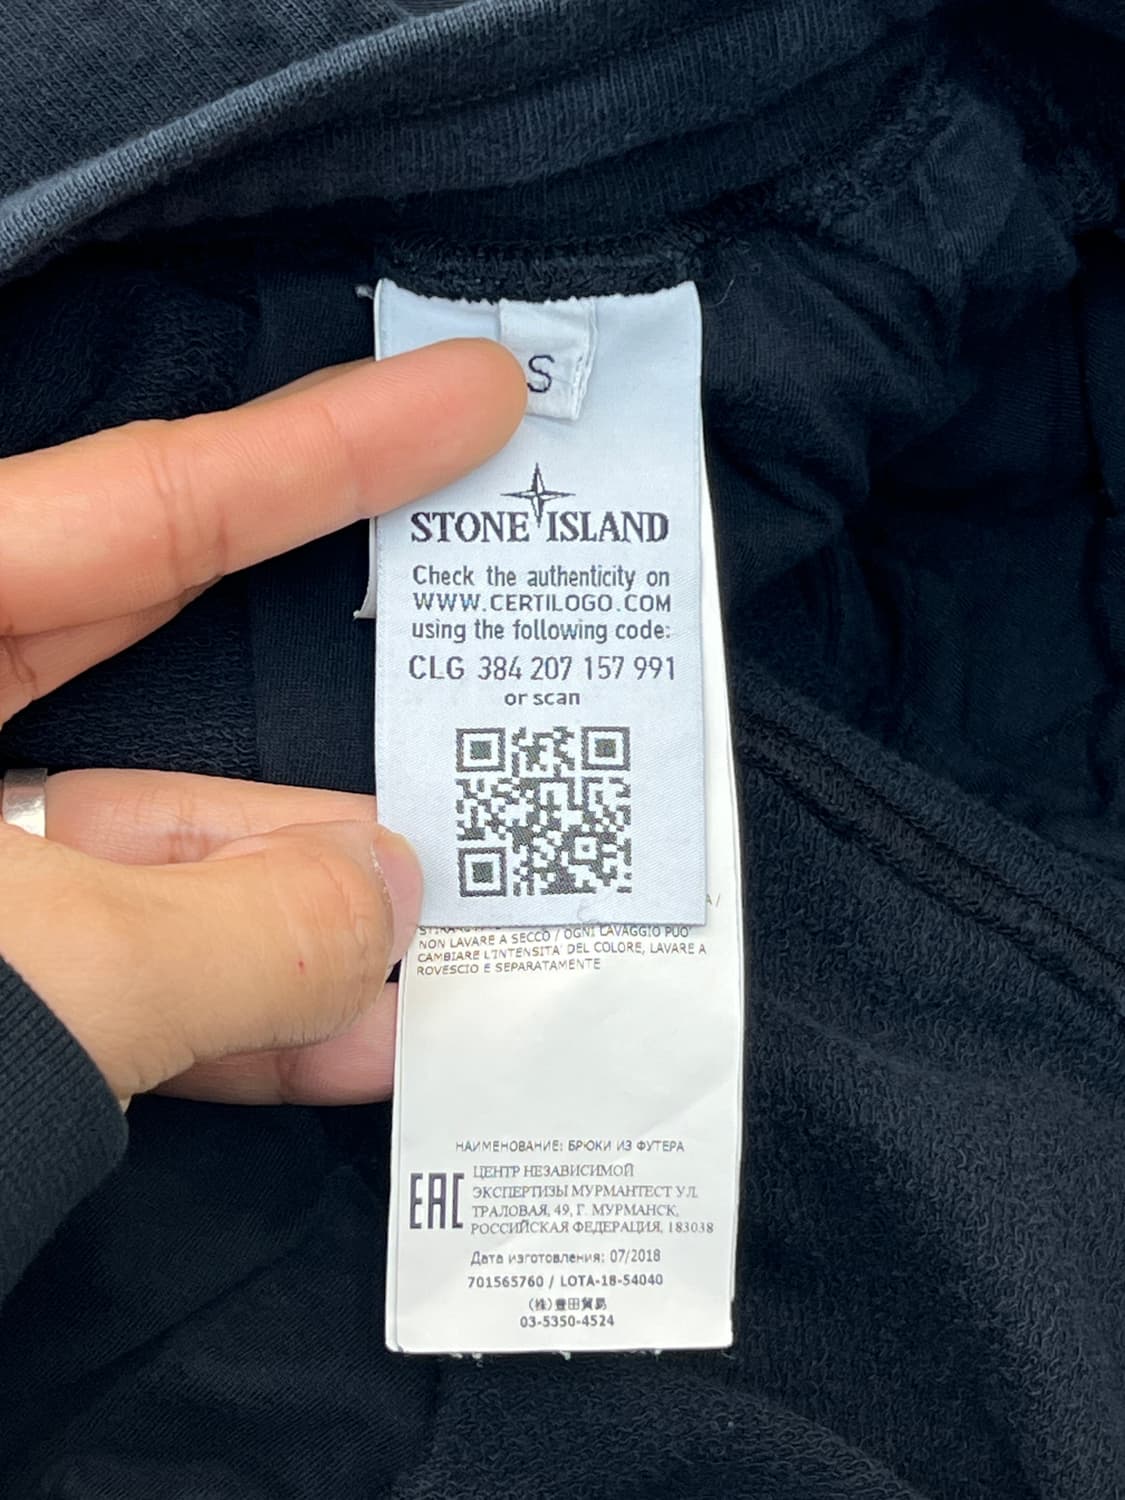 S
STONE ISLAND
Check the authenticity on
WWW.CERTILOGO.COM
using the following code:
CLG 384 207 157 991
or scan
A /
OGNI LAVAGGIO PUO'
NON LAVARE A SECCO /
CAMBIARE L'INTENSITA' DEL COLORE, LAVARE A
ROVESCIO E SEPARATAMENTE
НАИМЕНОВАНИЕ: БРЮКИ ИЗ ФУТЕРА
EAC
ЦЕНТР НЕЗАВИСИМОЙ
ЭКСПЕРТИЗЫ МУРМАНТЕСТ УЛ.
ТРАЛОВАЯ, 49, Г. МУРМАНСК,
РОССИЙСКАЯ ФЕДЕРАЦИЯ, 183038
Дата изготовления: 07/2018
701565760 / LOTA-18-54040
(株)豊田貿易
03-5350-4524